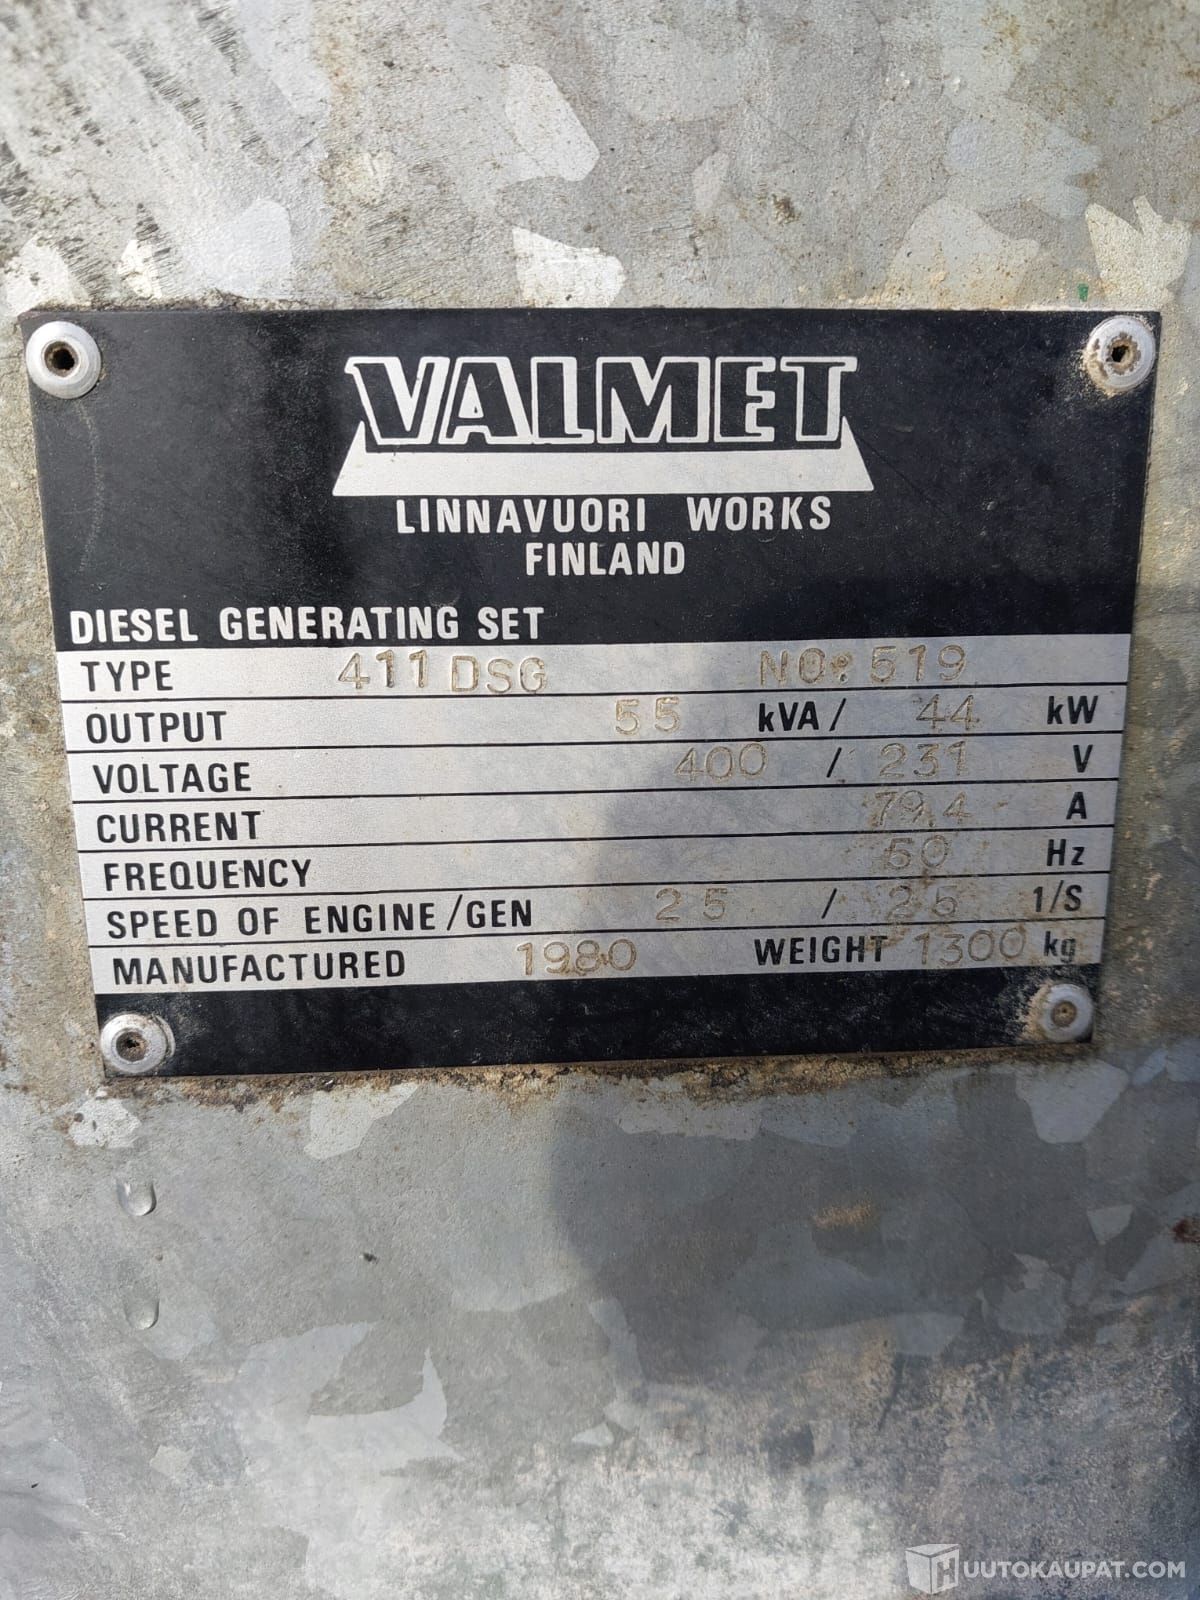 VALMET
LINNAVUORI WORKS
FINLAND
DIESEL GENERATING SET
TYPE 411DSG NO. 519
OUTPUT 55 kVA / 44 kW
VOLTAGE 400 / 231 V
CURRENT 79.4 A
FREQUENCY 50 Hz
SPEED OF ENGINE/GEN 25 / 25 1/S
MANUFACTURED 1980 WEIGHT 1300 kg
HUUTOKAUPAT.COM